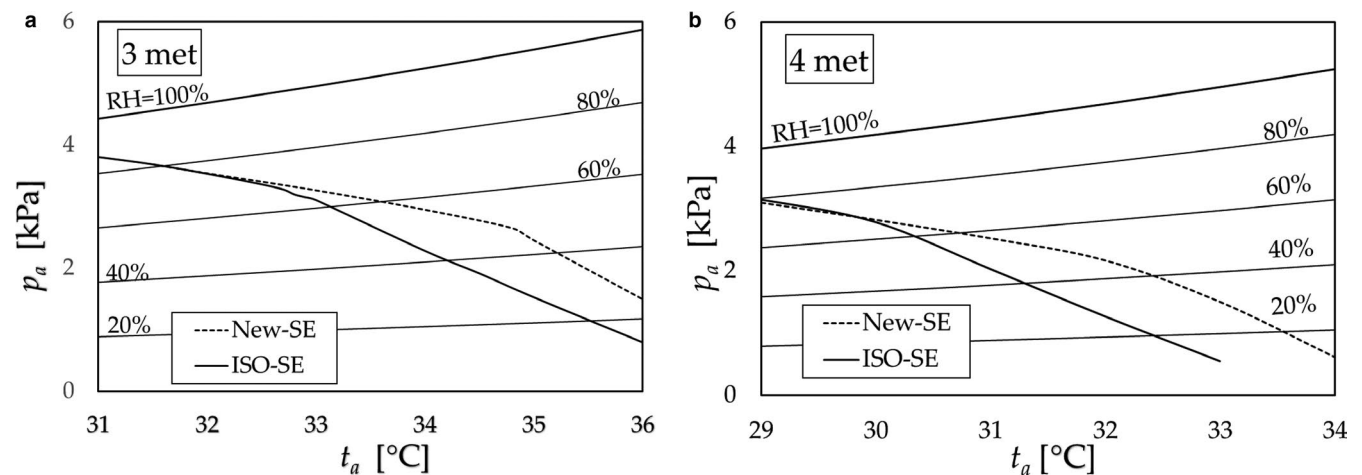 a
3 met
6
4
2
0
p_a [kPa]
RH=100%
80%
60%
40%
20%
New-SE
ISO-SE
31 32 33 34 35 36
t_a [°C]
b
4 met
6
4
2
0
p_a [kPa]
RH=100%
80%
60%
40%
20%
New-SE
ISO-SE
29 30 31 32 33 34
t_a [°C]